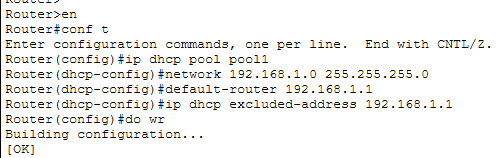 Router>
Router>en
Router#conf t
Enter configuration commands, one per line.  End with CNTL/Z.
Router(config)#ip dhcp pool pool1
Router(dhcp-config)#network 192.168.1.0 255.255.255.0
Router(dhcp-config)#default-router 192.168.1.1
Router(dhcp-config)#ip dhcp excluded-address 192.168.1.1
Router(config)#do wr
Building configuration...
[OK]